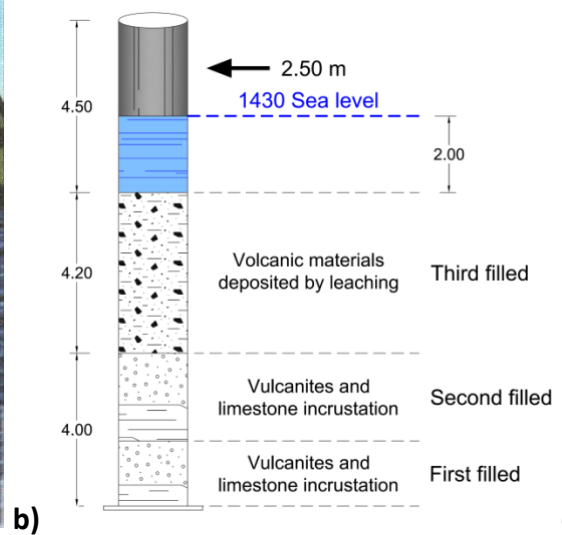 2.50 m
1430 Sea level
4.50
2.00
Volcanic materials
deposited by leaching
Third filled
4.20
Vulcanites and
limestone incrustation
Second filled
4.00
Vulcanites and
limestone incrustation
First filled
b)